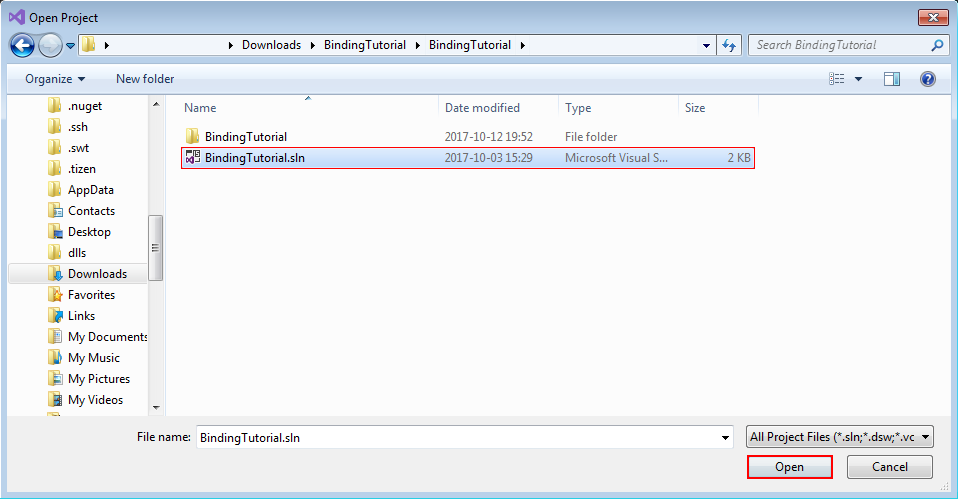 Open Project
Downloads BindingTutorial BindingTutorial Search BindingTutorial
Organize New folder
.nuget
.ssh
.swt
.tizen
AppData
Contacts
Desktop
dlls
Downloads
Favorites
Links
My Documents
My Music
My Pictures
My Videos
Name Date modified Type Size
BindingTutorial 2017-10-12 19:52 File folder
BindingTutorial.sln 2017-10-03 15:29 Microsoft Visual S... 2 KB
File name: BindingTutorial.sln All Project Files (*.sln;*.dsw;*.vc
Open Cancel